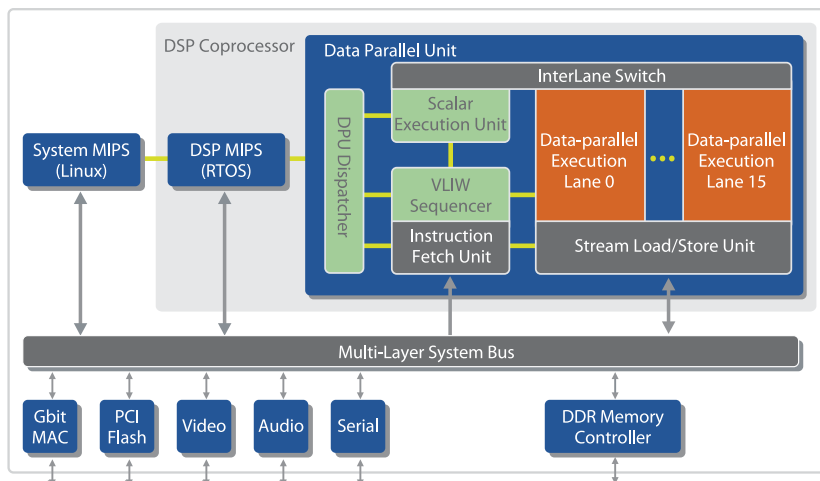 DSP Coprocessor
Data Parallel Unit
InterLane Switch
DPU Dispatcher
Scalar
Execution Unit
Data-parallel
Execution
Lane 0
Data-parallel
Execution
Lane 15
System MIPS
(Linux)
DSP MIPS
(RTOS)
VLIW
Sequencer
Instruction
Fetch Unit
Stream Load/Store Unit
Multi-Layer System Bus
Gbit
MAC
PCI
Flash
Video
Audio
Serial
DDR Memory
Controller